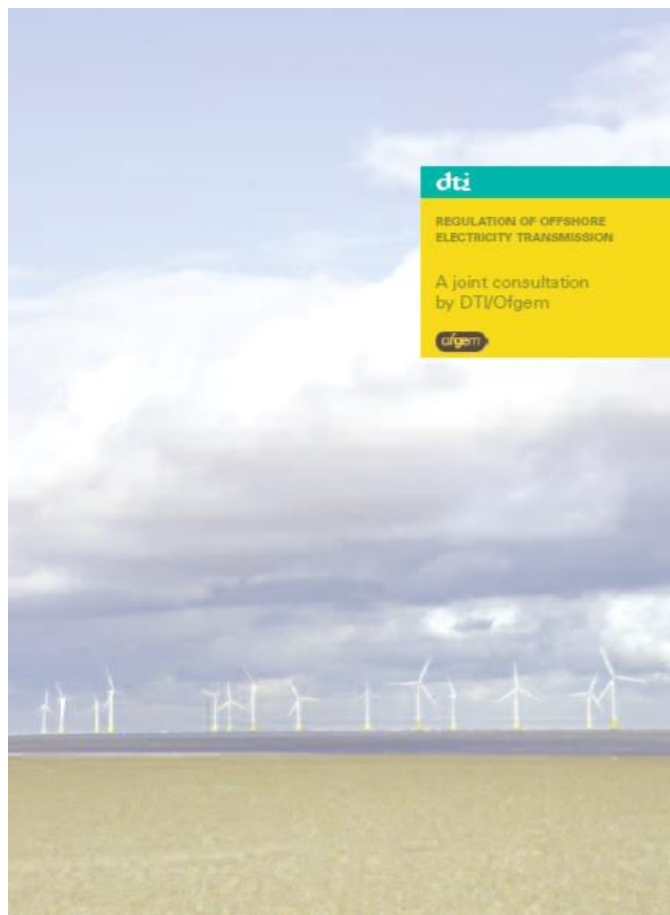 dti
REGULATION OF OFFSHORE
ELECTRICITY TRANSMISSION
A joint consultation
by DTI/Ofgem
ofgem